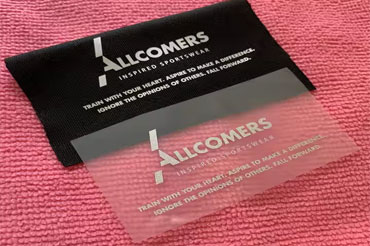 ALLCOMERS
INSPIRED SPORTSWEAR
TRAIN WITH YOUR HEART. ASPIRE TO MAKE A DIFFERENCE.
IGNORE THE OPINIONS OF OTHERS. FALL FORWARD.
ALLCOMERS
INSPIRED SPORTSWEAR
TRAIN WITH YOUR HEART. ASPIRE TO MAKE A DIFFERENCE.
IGNORE THE OPINIONS OF OTHERS. FALL FORWARD.